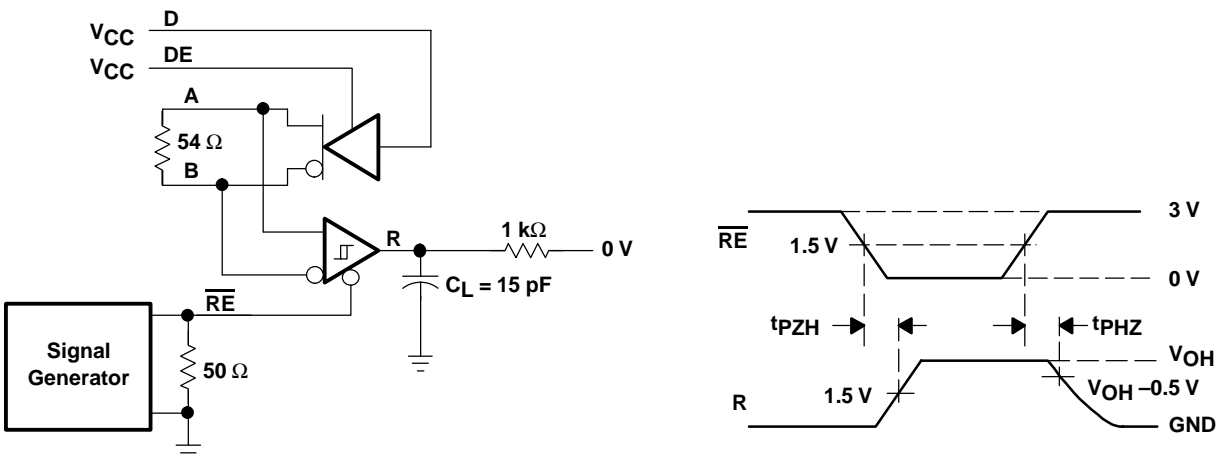 VCC D
VCC DE
A
54 Ω
B
R
1 kΩ
0 V
CL = 15 pF
RE
Signal
Generator
50 Ω
3 V
RE
1.5 V
0 V
tPZH
tPHZ
VOH
1.5 V
VOH –0.5 V
R
GND